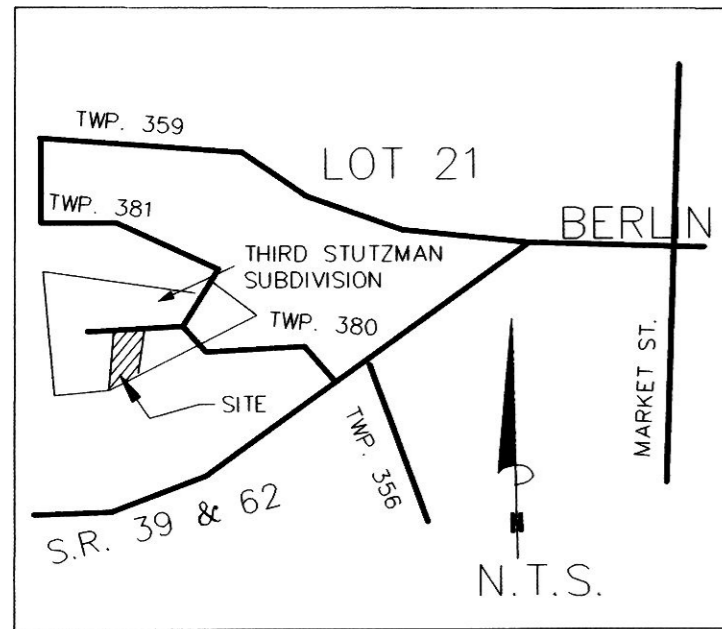 TWP. 359
LOT 21
TWP. 381
BERLIN
THIRD STUTZMAN
SUBDIVISION
TWP. 380
MARKET ST.
SITE
TWP. 356
S.R. 39 & 62
N
N.T.S.